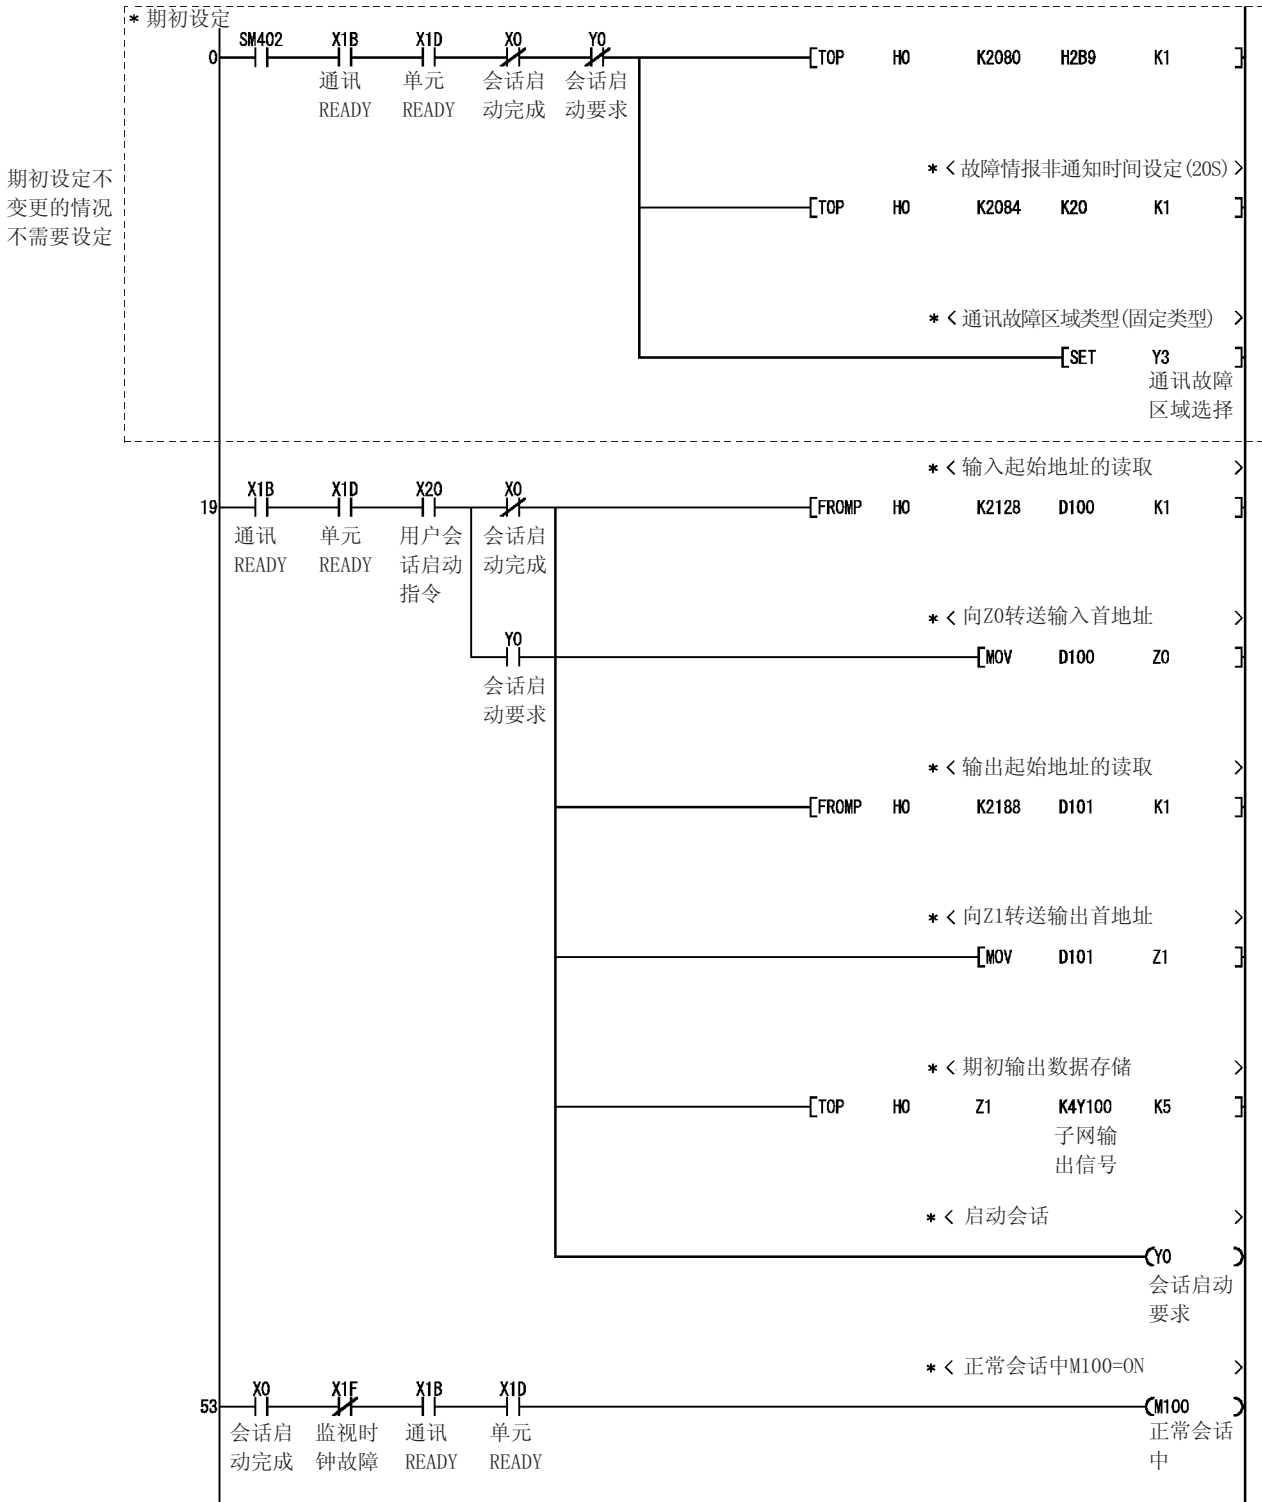 * 期初设定
SM402 X1B X1D X0 Y0
0 [TOP H0 K2080 H2B9 K1 ]
通讯 单元 会话启 会话启
READY READY 动完成 动要求
期初设定不
变更的情况
不需要设定
* < 故障情报非通知时间设定(20S) >
[TOP H0 K2084 K20 K1 ]
* < 通讯故障区域类型(固定类型) >
[SET Y3 ]
通讯故障
区域选择
* < 输入起始地址的读取 >
X1B X1D X20 X0
19 [FROMP H0 K2128 D100 K1 ]
通讯 单元 用户会 会话启
READY READY 话启动 动完成
指令
* < 向Z0转送输入首地址 >
Y0
[MOV D100 Z0 ]
会话启
动要求
* < 输出起始地址的读取 >
[FROMP H0 K2188 D101 K1 ]
* < 向Z1转送输出首地址 >
[MOV D101 Z1 ]
* < 期初输出数据存储 >
[TOP H0 Z1 K4Y100 K5 ]
子网输
出信号
* < 启动会话 >
(Y0 )
会话启动
要求
* < 正常会话中M100=ON >
X0 X1F X1B X1D
53 (M100 )
会话启 监视时 通讯 单元 正常会话
动完成 钟故障 READY READY 中